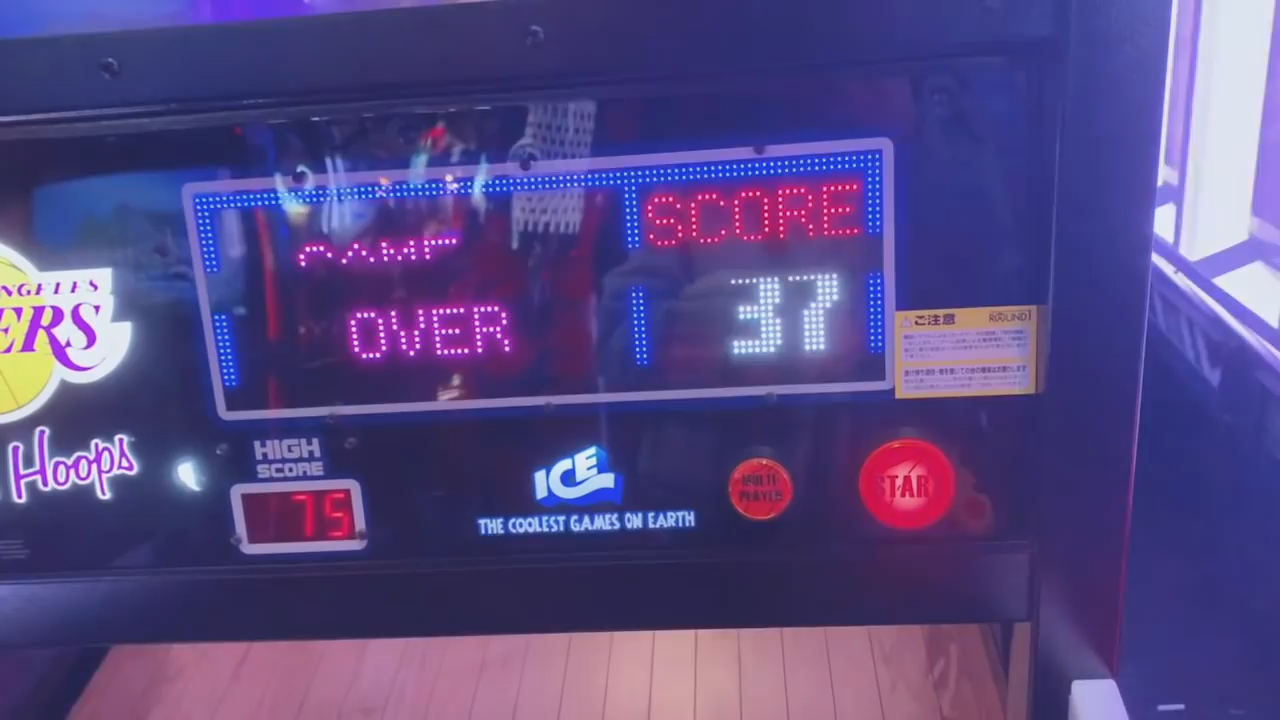 SCORE
GAME
OVER
37
ご注意
ROUND1
NGELES
ERS
Hoops
HIGH
SCORE
75
ICE
THE COOLEST GAMES ON EARTH
MULTI-
PLAYER
START